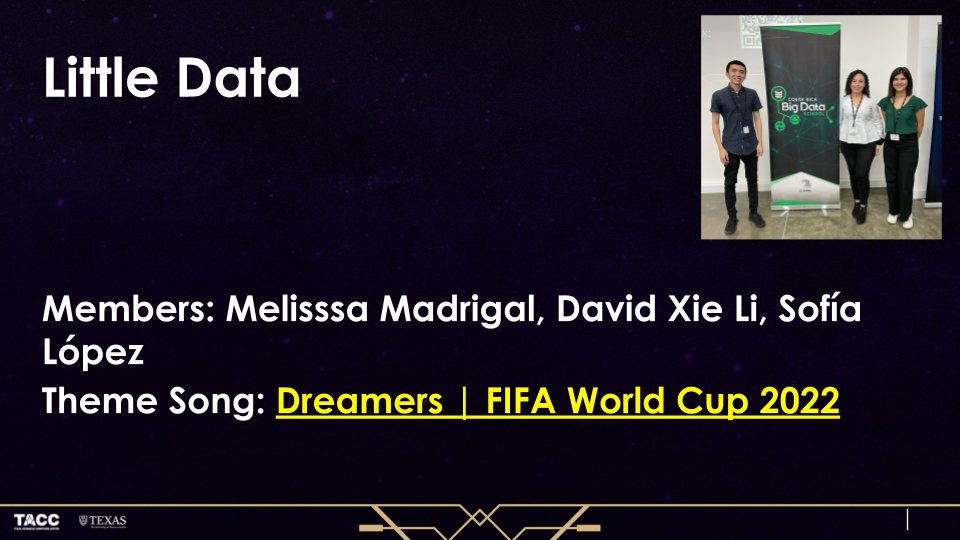 Little Data
COSTA RICA
Big Data
SCHOOL
Members: Melisssa Madrigal, David Xie Li, Sofía
López
Theme Song: Dreamers | FIFA World Cup 2022
TACC
TEXAS